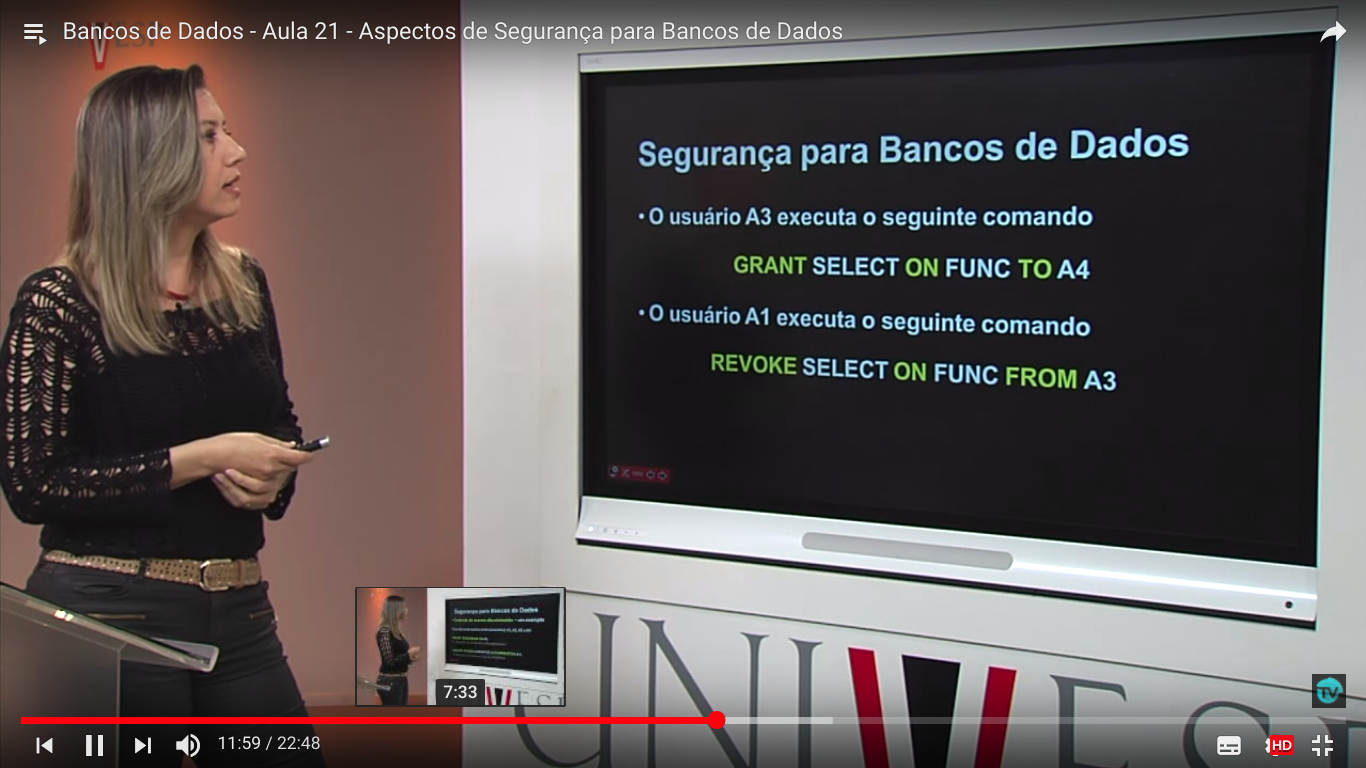 Bancos de Dados - Aula 21 - Aspectos de Segurança para Bancos de Dados
Segurança para Bancos de Dados
• O usuário A3 executa o seguinte comando
GRANT SELECT ON FUNC TO A4
• O usuário A1 executa o seguinte comando
REVOKE SELECT ON FUNC FROM A3
Segurança para Bancos de Dados
7:33
UNIVES
TV
11:59 / 22:48
HD